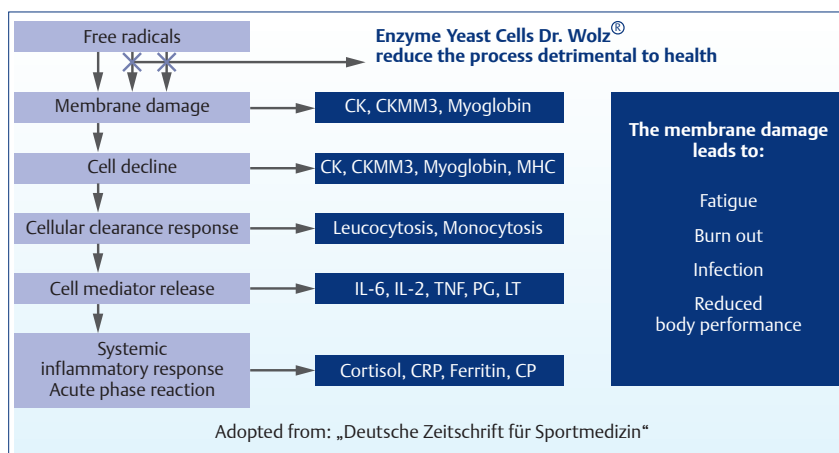 Free radicals
Enzyme Yeast Cells Dr. Wolz®
reduce the process detrimental to health
Membrane damage
CK, CKMM3, Myoglobin
Cell decline
CK, CKMM3, Myoglobin, MHC
Cellular clearance response
Leucocytosis, Monocytosis
Cell mediator release
IL-6, IL-2, TNF, PG, LT
Systemic
inflammatory response
Acute phase reaction
Cortisol, CRP, Ferritin, CP
The membrane damage
leads to:
Fatigue
Burn out
Infection
Reduced
body performance
Adopted from: „Deutsche Zeitschrift für Sportmedizin“